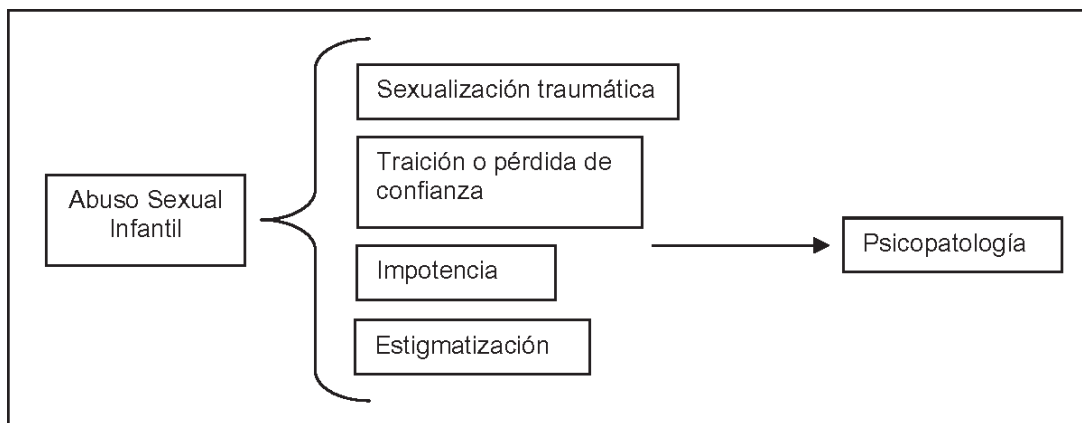 Abuso Sexual
Infantil
Sexualización traumática
Traición o pérdida de
confianza
Impotencia
Estigmatización
Psicopatología